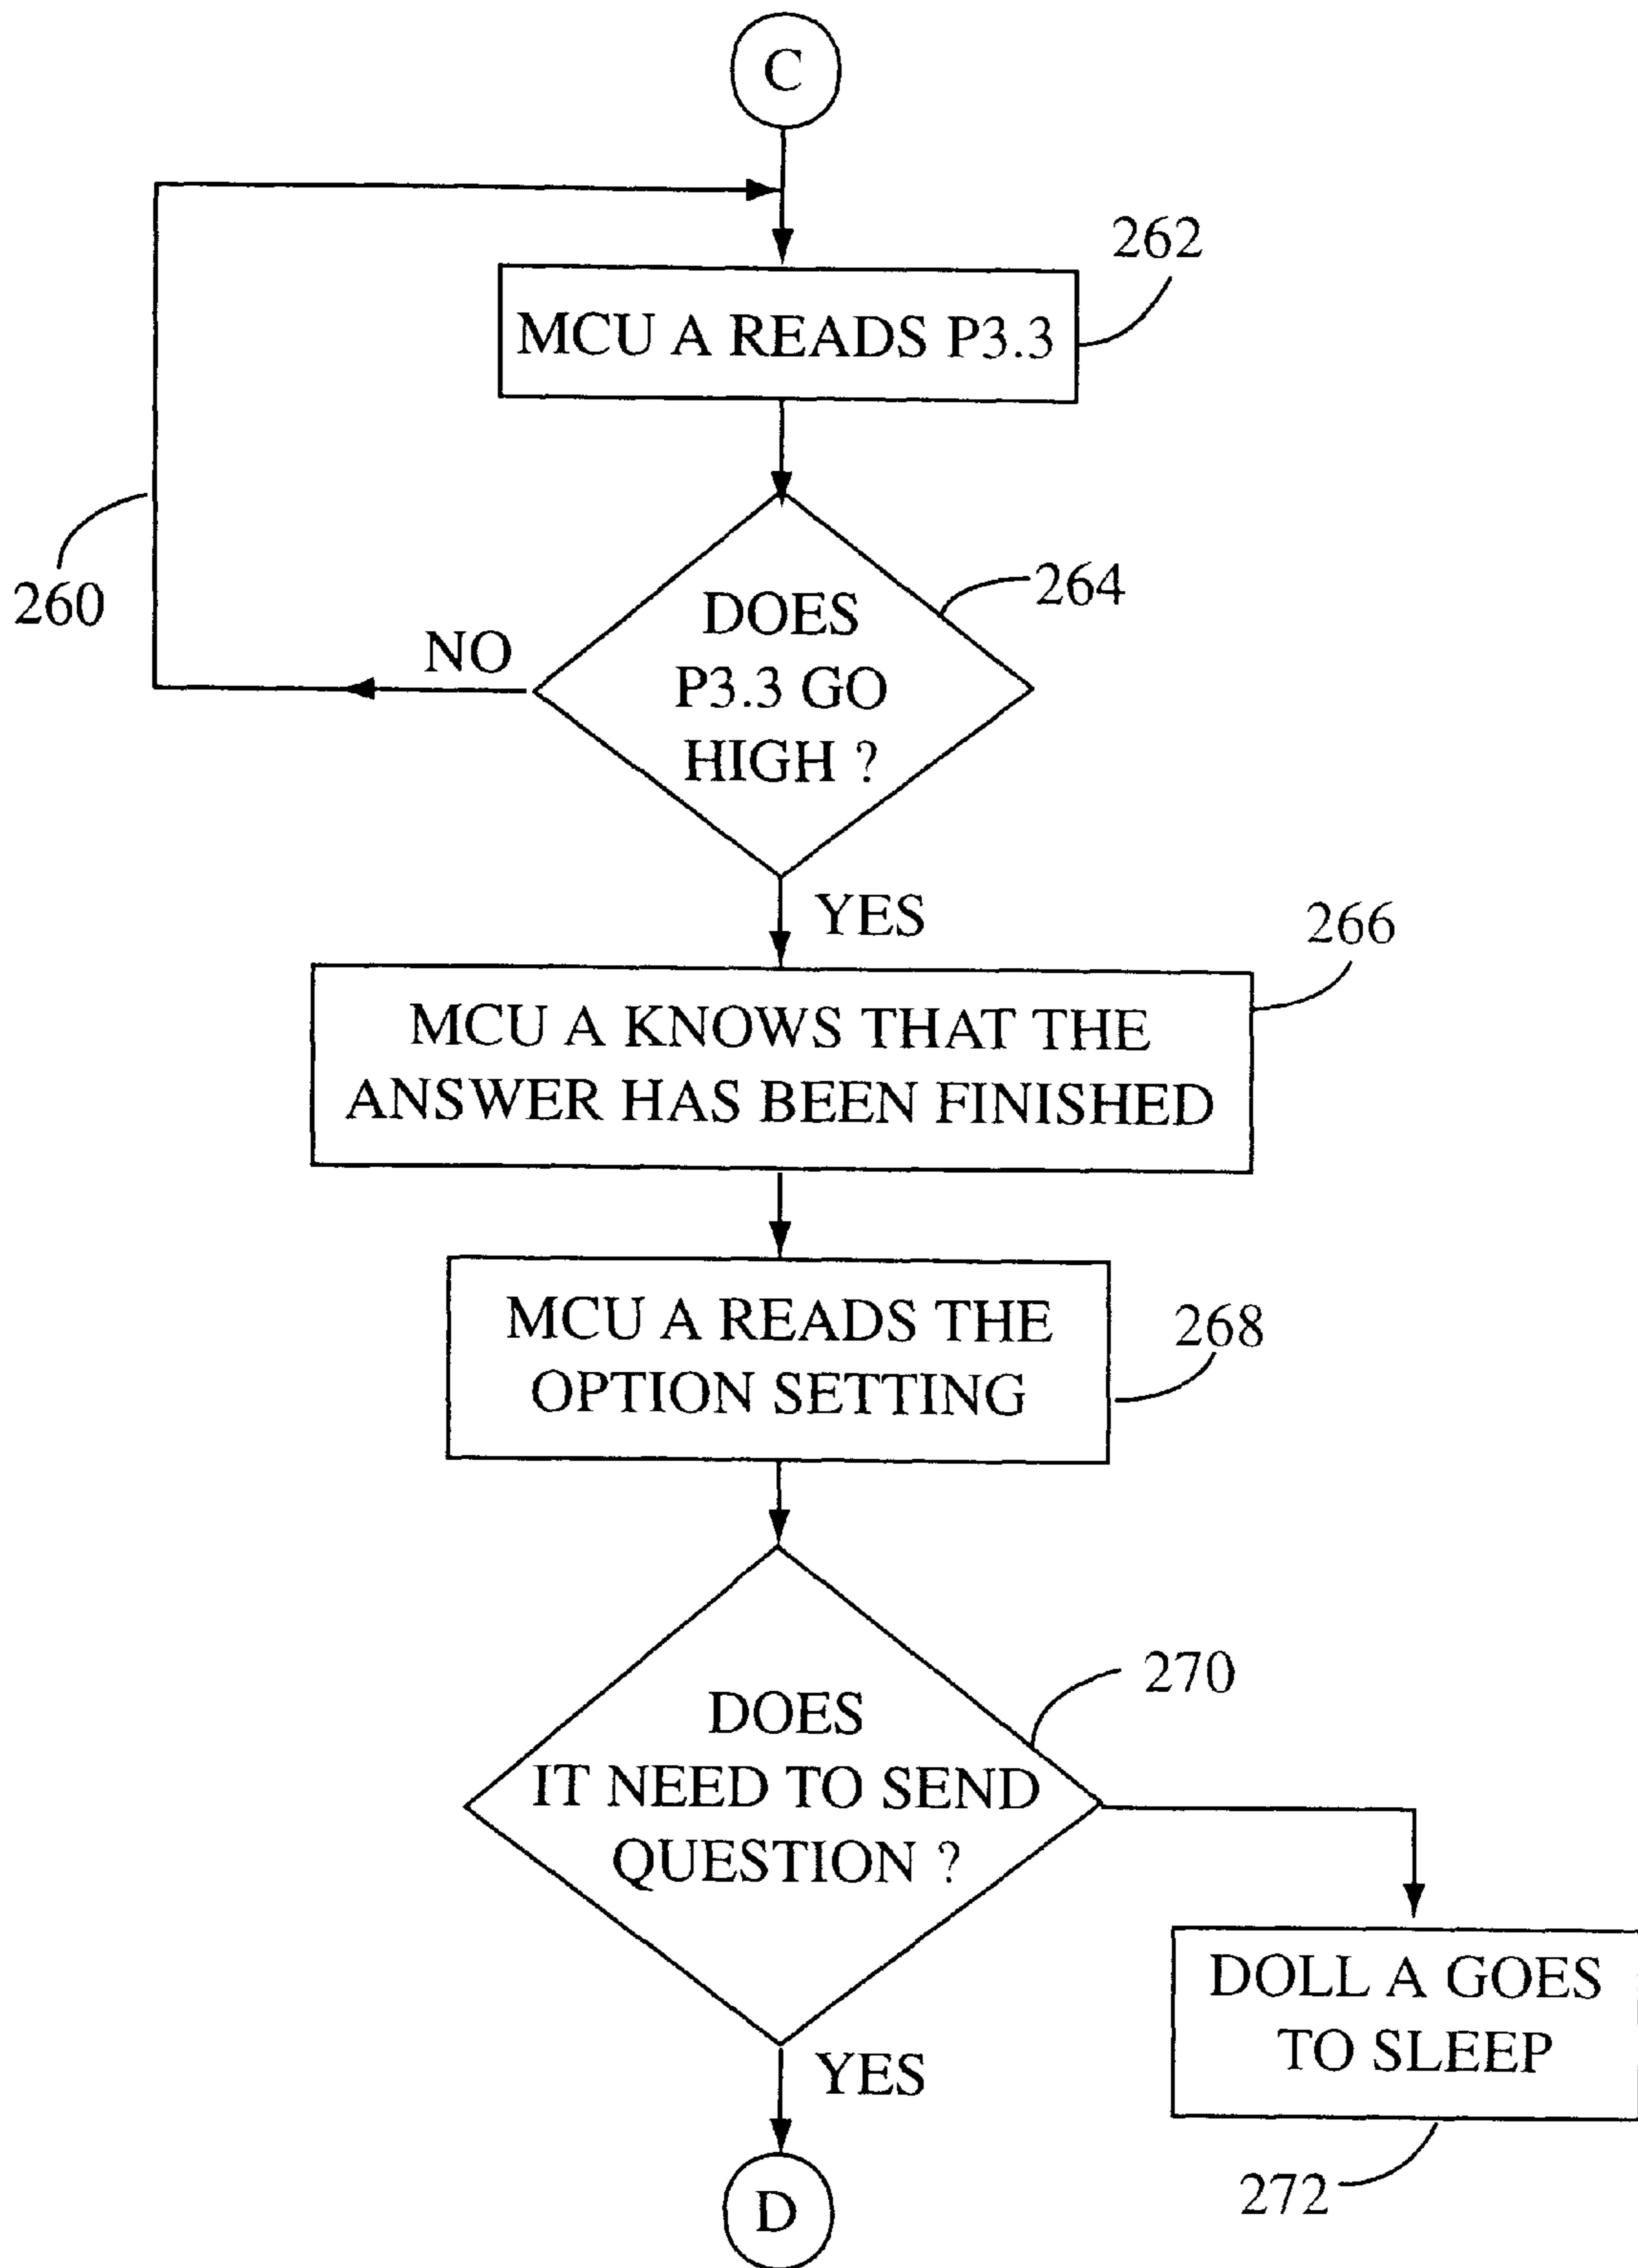 C
262
MCU A READS P3.3
260
264
DOES
P3.3 GO
HIGH ?
NO
YES
266
MCU A KNOWS THAT THE
ANSWER HAS BEEN FINISHED
268
MCU A READS THE
OPTION SETTING
270
DOES
IT NEED TO SEND
QUESTION ?
DOLL A GOES
TO SLEEP
YES
272
D